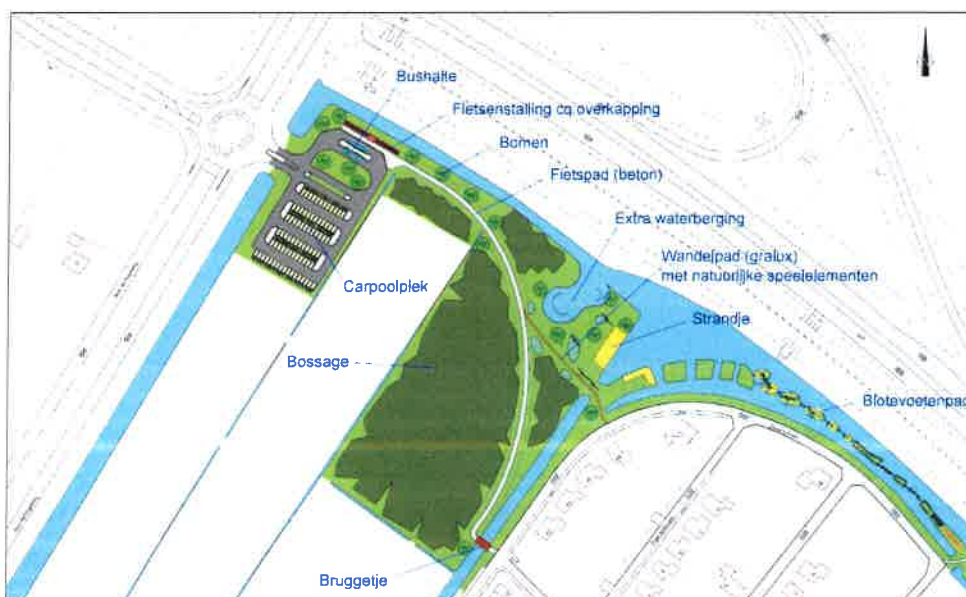 Bushalte
Fietsenstalling cq overkapping
Bomen
Fietspad (beton)
Extra waterberging
Wandelpad (gralux)
met natuurlijke speelelementen
Carpoolplek
Strandje
Bossage
Blotevoetenpad
Bruggetje